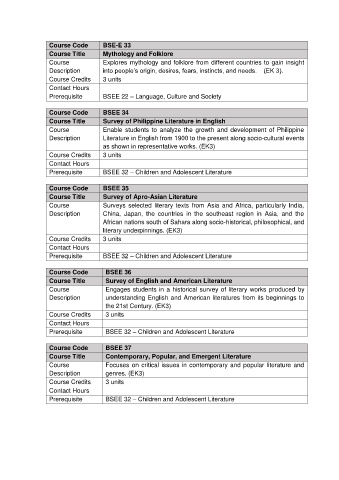 Course Code BSE-E 33
Course Title Mythology and Folklore
Course Explores mythology and folklore from different countries to gain insight
Description into people's origin, desires, fears, instincts, and needs. (EK 3).
Course Credits 3 units
Contact Hours
Prerequisite BSEE 22 – Language, Culture and Society
Course Code BSEE 34
Course Title Survey of Philippine Literature in English
Course Enable students to analyze the growth and development of Philippine
Description Literature in English from 1900 to the present along socio-cultural events
as shown in representative works. (EK3)
Course Credits 3 units
Contact Hours
Prerequisite BSEE 32 – Children and Adolescent Literature
Course Code BSEE 35
Course Title Survey of Apro-Asian Literature
Course Surveys selected literary texts from Asia and Africa, particularly India,
Description China, Japan, the countries in the southeast region in Asia, and the
African nations south of Sahara along socio-historical, philosophical, and
literary underpinnings. (EK3)
Course Credits 3 units
Contact Hours
Prerequisite BSEE 32 – Children and Adolescent Literature
Course Code BSEE 36
Course Title Survey of English and American Literature
Course Engages students in a historical survey of literary works produced by
Description understanding English and American literatures from its beginnings to
the 21st Century. (EK3)
Course Credits 3 units
Contact Hours
Prerequisite BSEE 32 – Children and Adolescent Literature
Course Code BSEE 37
Course Title Contemporary, Popular, and Emergent Literature
Course Focuses on critical issues in contemporary and popular literature and
Description genres. (EK3)
Course Credits 3 units
Contact Hours
Prerequisite BSEE 32 – Children and Adolescent Literature